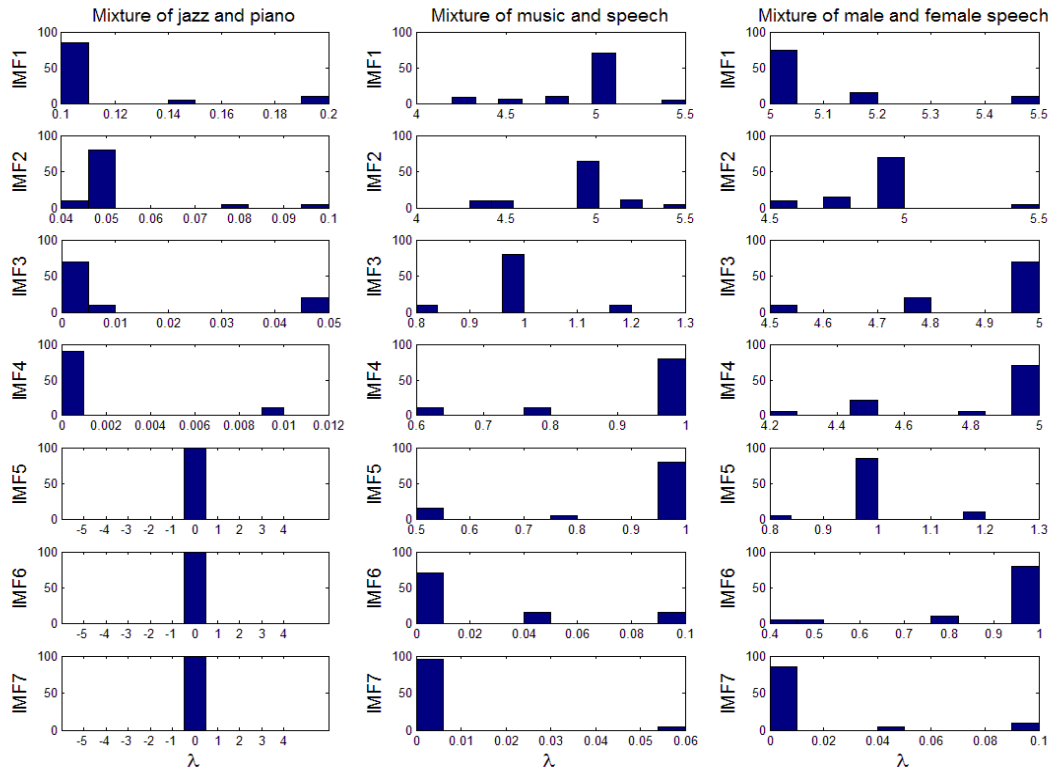 Mixture of jazz and piano Mixture of music and speech Mixture of male and female speech
IMF1
100
50
0
0.1 0.12 0.14 0.16 0.18 0.2
IMF1
100
50
0
4 4.5 5 5.5
IMF1
100
50
0
5 5.1 5.2 5.3 5.4 5.5
IMF2
100
50
0
0.04 0.05 0.06 0.07 0.08 0.09 0.1
IMF2
100
50
0
4 4.5 5 5.5
IMF2
100
50
0
4.5 5 5.5
IMF3
100
50
0
0 0.01 0.02 0.03 0.04 0.05
IMF3
100
50
0
0.8 0.9 1 1.1 1.2 1.3
IMF3
100
50
0
4.5 4.6 4.7 4.8 4.9 5
IMF4
100
50
0
0 0.002 0.004 0.006 0.008 0.01 0.012
IMF4
100
50
0
0.6 0.7 0.8 0.9 1
IMF4
100
50
0
4.2 4.4 4.6 4.8 5
IMF5
100
50
0
-5 -4 -3 -2 -1 0 1 2 3 4
IMF5
100
50
0
0.5 0.6 0.7 0.8 0.9 1
IMF5
100
50
0
0.8 0.9 1 1.1 1.2 1.3
IMF6
100
50
0
-5 -4 -3 -2 -1 0 1 2 3 4
IMF6
100
50
0
0 0.02 0.04 0.06 0.08 0.1
IMF6
100
50
0
0.4 0.5 0.6 0.7 0.8 0.9 1
IMF7
100
50
0
-5 -4 -3 -2 -1 0 1 2 3 4
λ
IMF7
100
50
0
0 0.01 0.02 0.03 0.04 0.05 0.06
λ
IMF7
100
50
0
0 0.02 0.04 0.06 0.08 0.1
λ